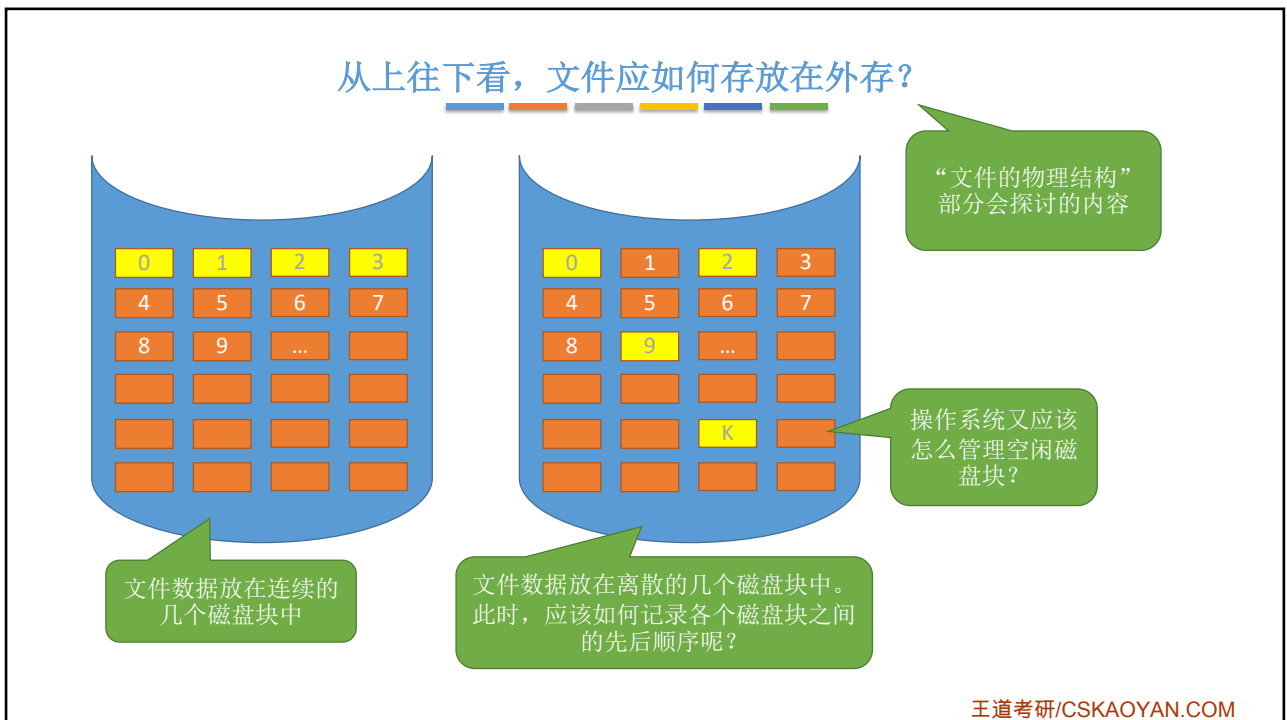 从上往下看，文件应如何存放在外存？
“文件的物理结构”
部分会探讨的内容
0 1 2 3
4 5 6 7
8 9 ...
0 1 2 3
4 5 6 7
8 9 ...
K
操作系统又应该
怎么管理空闲磁
盘块？
文件数据放在连续的
几个磁盘块中
文件数据放在离散的几个磁盘块中。
此时，应该如何记录各个磁盘块之间
的先后顺序呢？
王道考研/CSKAOYAN.COM